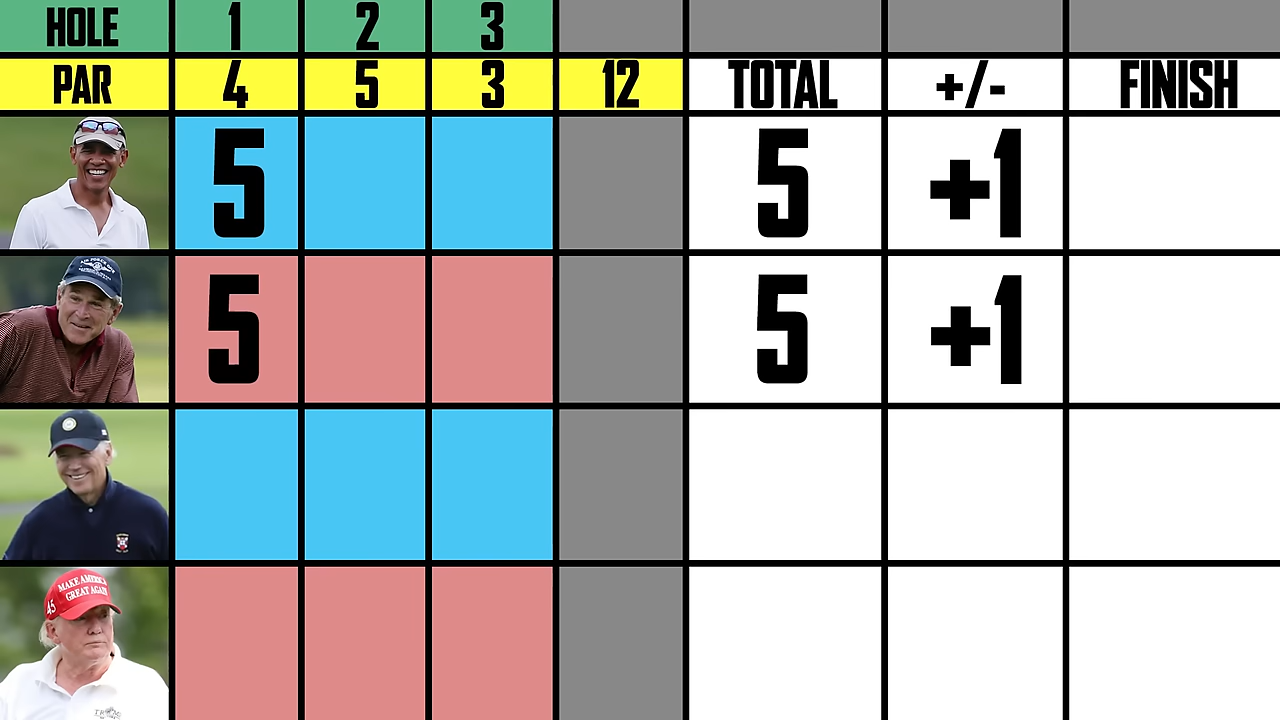 HOLE 1 2 3
PAR 4 5 3 12 TOTAL +/- FINISH
5 5 +1
5 5 +1
MAKE AMERICA
GREAT AGAIN
45